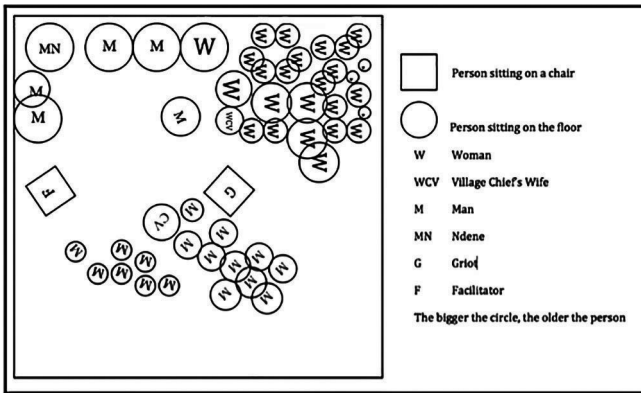 MN M M W
W W W W W
M W W W W
M W W W W
M WCV W W W W
W
W
F G
CV M
M M M
M M M M M M
M M M M M M M
M M
Person sitting on a chair
Person sitting on the floor
W Woman
WCV Village Chief's Wife
M Man
MN Ndene
G Griot
F Facilitator
The bigger the circle, the older the person